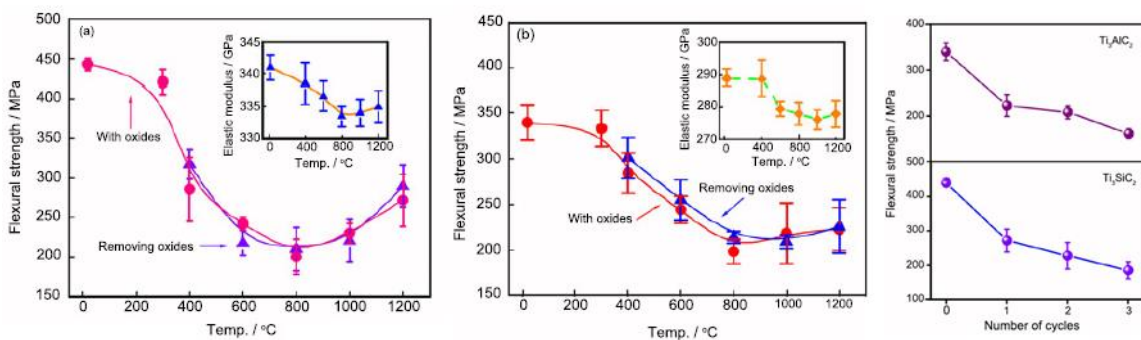 (a)
Flexural strength / MPa
450
400
350
300
250
200
150
0 200 400 600 800 1000 1200
Temp. / °C
With oxides
Removing oxides
Elastic modulus / GPa
345
340
335
330
0 400 800 1200
Temp. / °C
(b)
Flexural strength / MPa
450
400
350
300
250
200
150
0 200 400 600 800 1000 1200
Temp. / °C
Removing oxides
With oxides
Elastic modulus / GPa
290
280
270
0 400 800 1200
Temp. / °C
Flexural strength / MPa
400
300
200
100
Ti₃AlC₂
500
400
300
200
100
Ti₃SiC₂
0 1 2 3
Number of cycles